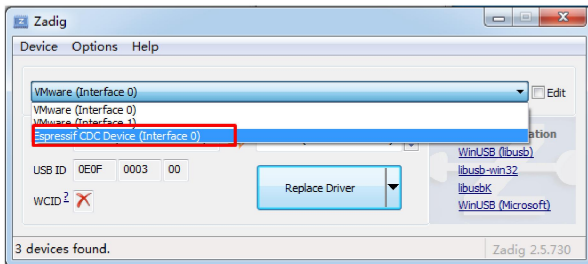 Zadig
Device Options Help
VMware (Interface 0)
Edit
VMware (Interface 0)
VMware (Interface 1)
Espressif CDC Device (Interface 0)
WinUSB (libusb)
USB ID 0E0F 0003 00
libusb-win32
Replace Driver
libusbK
WCID ?
WinUSB (Microsoft)
3 devices found.
Zadig 2.5.730